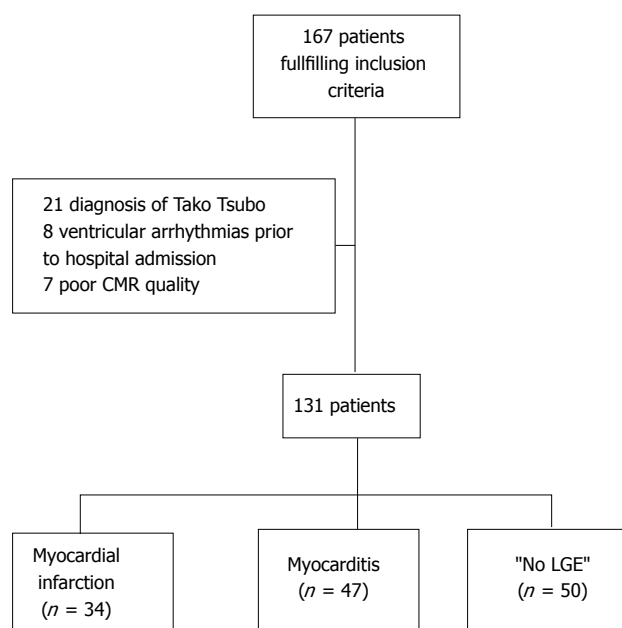 167 patients
fullfilling inclusion
criteria
21 diagnosis of Tako Tsubo
8 ventricular arrhythmias prior
to hospital admission
7 poor CMR quality
131 patients
Myocardial
infarction
(n = 34)
Myocarditis
(n = 47)
"No LGE"
(n = 50)